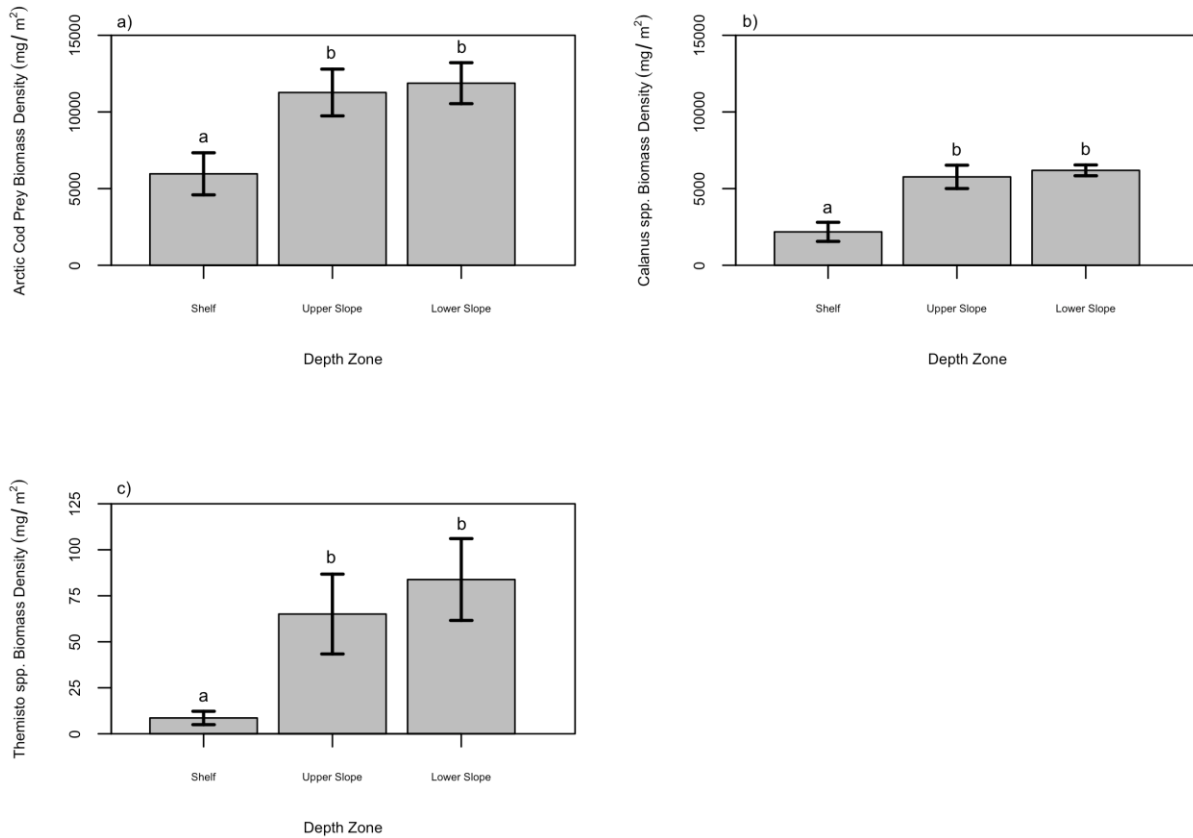 a)
Arctic Cod Prey Biomass Density (mg/ m²)
15000
10000
5000
0
a
b
b
Shelf
Upper Slope
Lower Slope
Depth Zone
b)
Calanus spp. Biomass Density (mg/ m²)
15000
10000
5000
0
a
b
b
Shelf
Upper Slope
Lower Slope
Depth Zone
c)
Themisto spp. Biomass Density (mg/ m²)
125
100
75
50
25
0
a
b
b
Shelf
Upper Slope
Lower Slope
Depth Zone